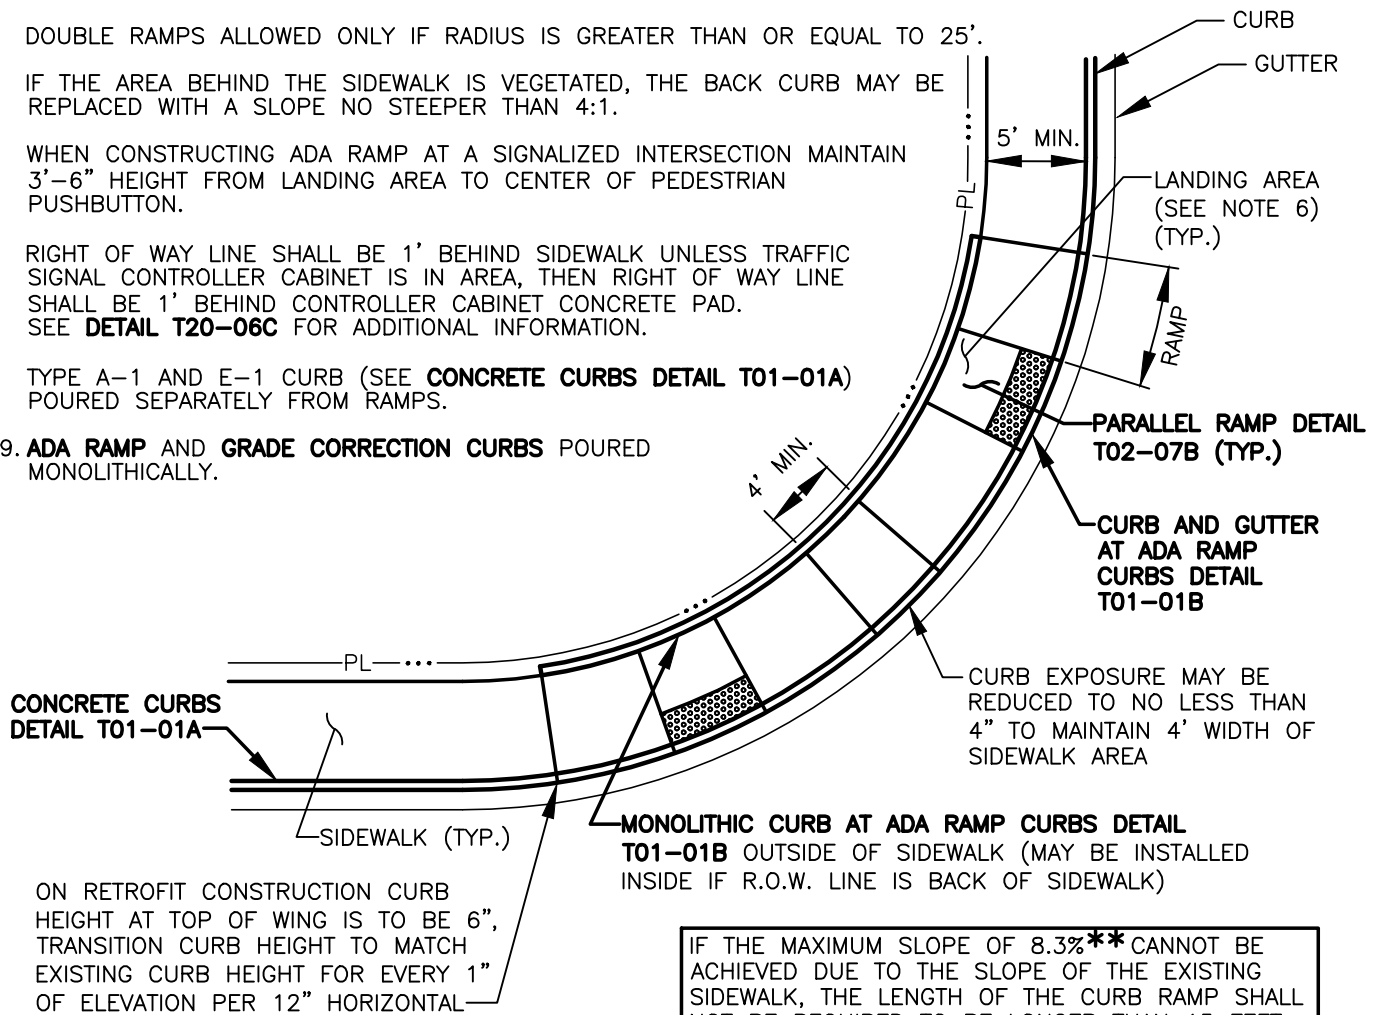 DOUBLE RAMPS ALLOWED ONLY IF RADIUS IS GREATER THAN OR EQUAL TO 25'.
IF THE AREA BEHIND THE SIDEWALK IS VEGETATED, THE BACK CURB MAY BE
REPLACED WITH A SLOPE NO STEEPER THAN 4:1.
WHEN CONSTRUCTING ADA RAMP AT A SIGNALIZED INTERSECTION MAINTAIN
3'-6" HEIGHT FROM LANDING AREA TO CENTER OF PEDESTRIAN
PUSHBUTTON.
RIGHT OF WAY LINE SHALL BE 1' BEHIND SIDEWALK UNLESS TRAFFIC
SIGNAL CONTROLLER CABINET IS IN AREA, THEN RIGHT OF WAY LINE
SHALL BE 1' BEHIND CONTROLLER CABINET CONCRETE PAD.
SEE DETAIL T20-06C FOR ADDITIONAL INFORMATION.
TYPE A-1 AND E-1 CURB (SEE CONCRETE CURBS DETAIL T01-01A)
POURED SEPARATELY FROM RAMPS.
9. ADA RAMP AND GRADE CORRECTION CURBS POURED
MONOLITHICALLY.
CURB
GUTTER
5' MIN.
PL
LANDING AREA
(SEE NOTE 6)
(TYP.)
RAMP
PARALLEL RAMP DETAIL
T02-07B (TYP.)
4' MIN.
CURB AND GUTTER
AT ADA RAMP
CURBS DETAIL
T01-01B
PL
CURB EXPOSURE MAY BE
REDUCED TO NO LESS THAN
4" TO MAINTAIN 4' WIDTH OF
SIDEWALK AREA
CONCRETE CURBS
DETAIL T01-01A
SIDEWALK (TYP.)
MONOLITHIC CURB AT ADA RAMP CURBS DETAIL
T01-01B OUTSIDE OF SIDEWALK (MAY BE INSTALLED
INSIDE IF R.O.W. LINE IS BACK OF SIDEWALK)
ON RETROFIT CONSTRUCTION CURB
HEIGHT AT TOP OF WING IS TO BE 6",
TRANSITION CURB HEIGHT TO MATCH
EXISTING CURB HEIGHT FOR EVERY 1"
OF ELEVATION PER 12" HORIZONTAL
IF THE MAXIMUM SLOPE OF 8.3%** CANNOT BE
ACHIEVED DUE TO THE SLOPE OF THE EXISTING
SIDEWALK, THE LENGTH OF THE CURB RAMP SHALL
NOT BE REQUIRED TO BE LONGER THAN 15 FEET